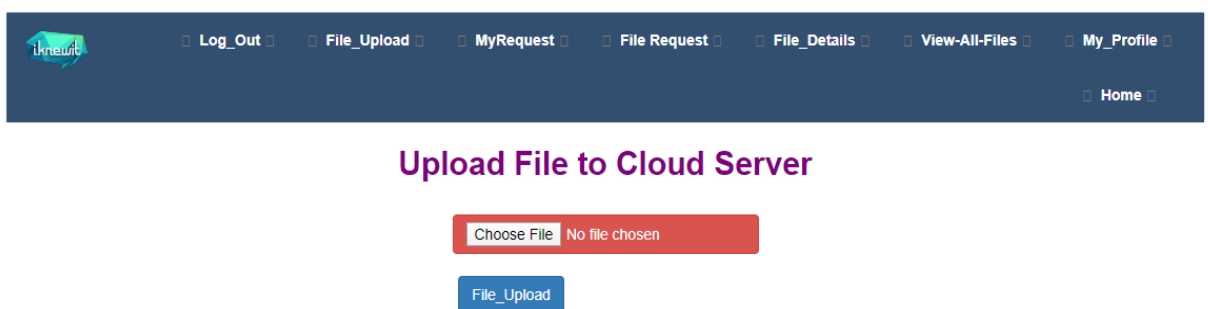 iknewit
Log_Out File_Upload MyRequest File Request File_Details View-All-Files My_Profile
Home
Upload File to Cloud Server
Choose File No file chosen
File_Upload